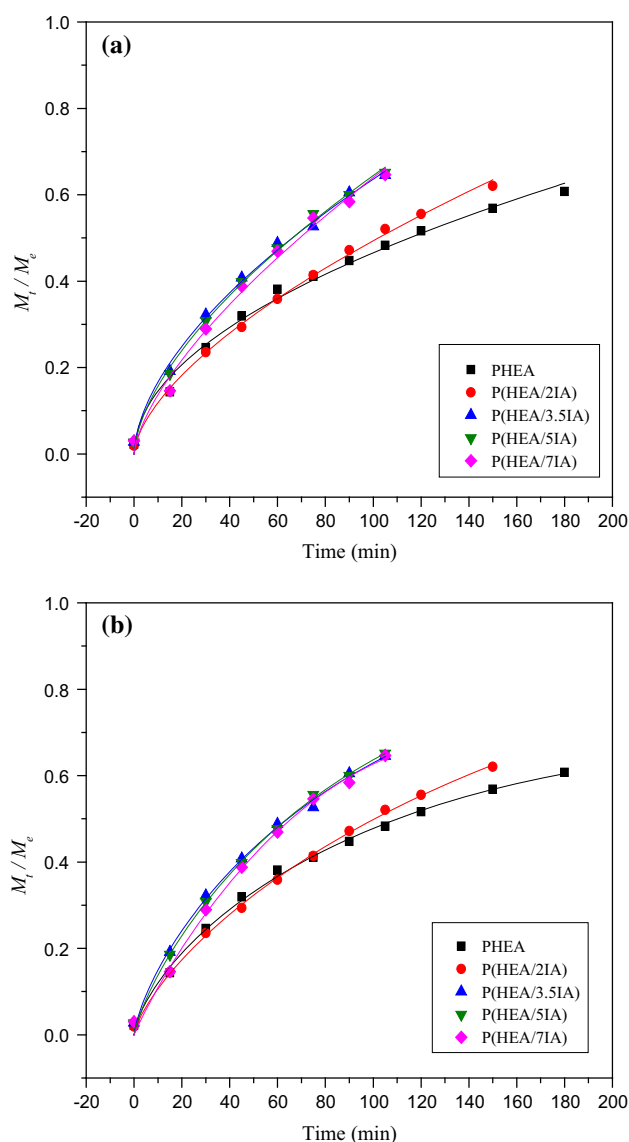 (a)
1.0
0.8
0.6
0.4
0.2
0.0
M_t / M_e
PHEA
P(HEA/2IA)
P(HEA/3.5IA)
P(HEA/5IA)
P(HEA/7IA)
-20 0 20 40 60 80 100 120 140 160 180 200
Time (min)
(b)
1.0
0.8
0.6
0.4
0.2
0.0
M_t / M_e
PHEA
P(HEA/2IA)
P(HEA/3.5IA)
P(HEA/5IA)
P(HEA/7IA)
-20 0 20 40 60 80 100 120 140 160 180 200
Time (min)